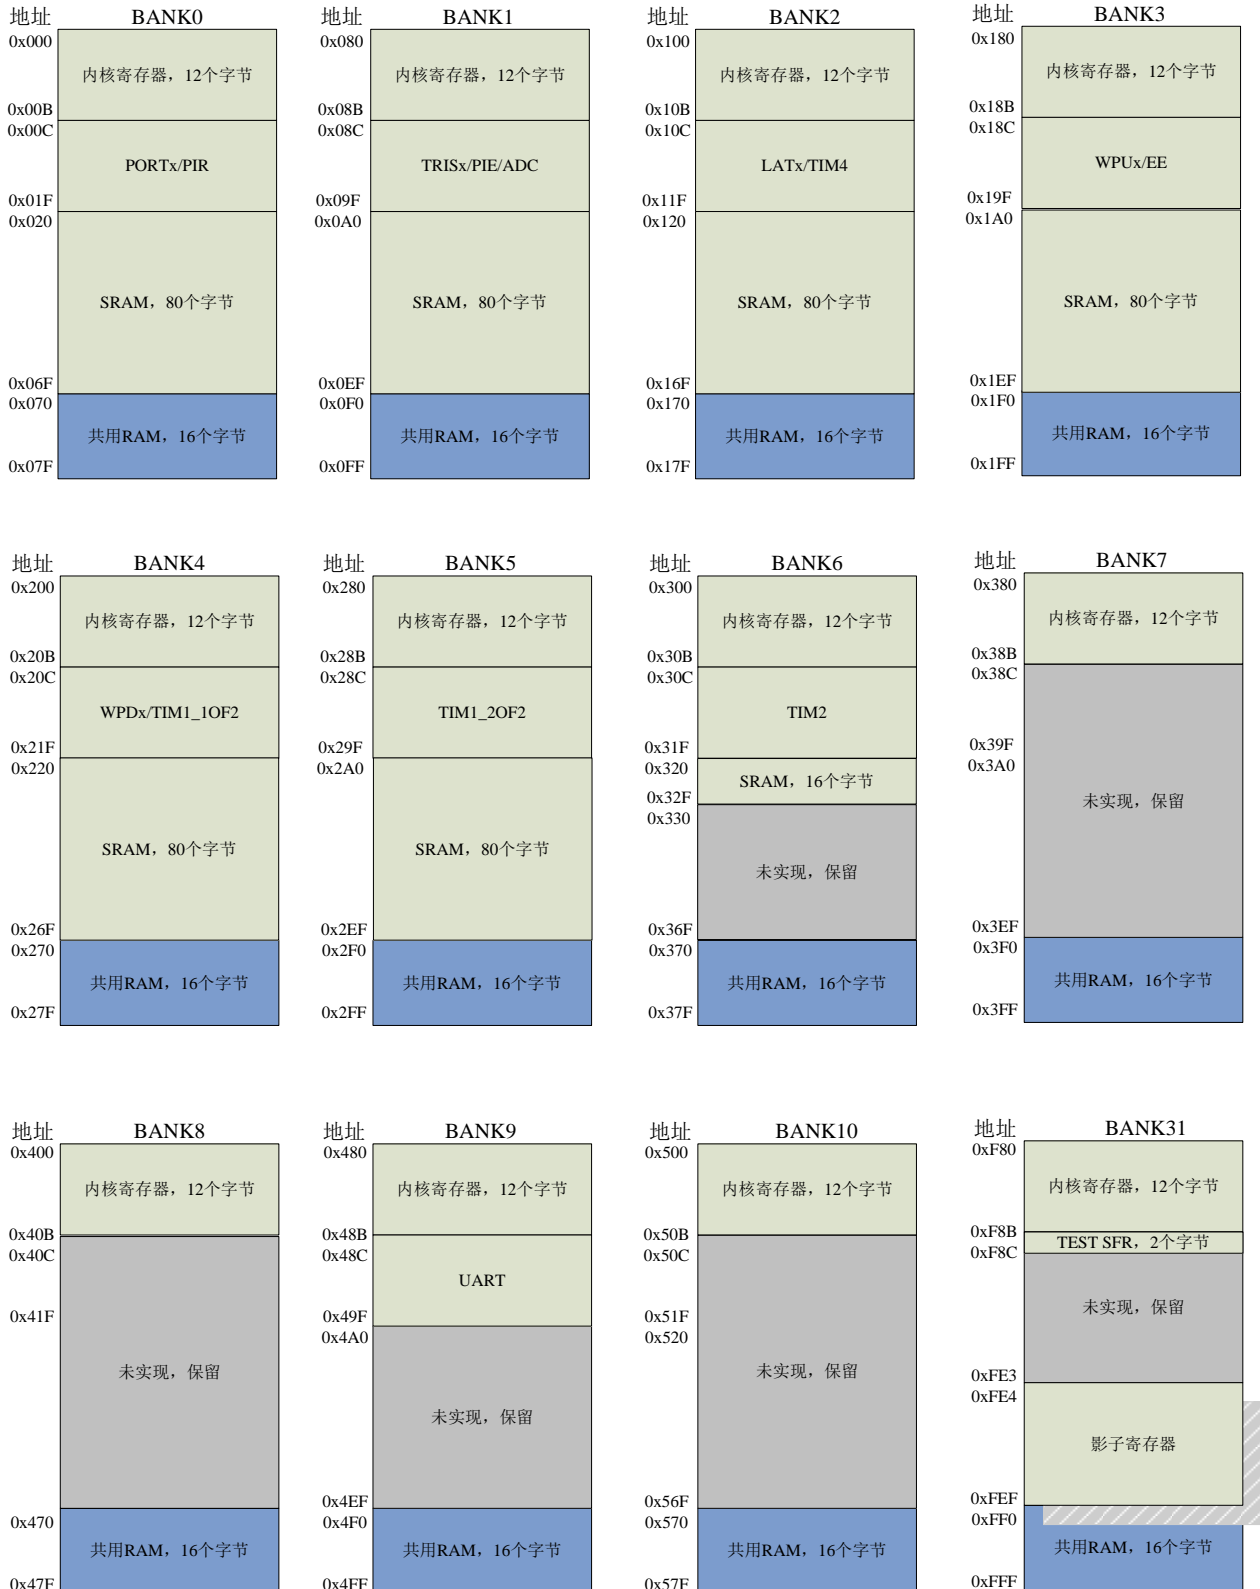 地址 BANK0
0x000
内核寄存器，12个字节
0x00B
0x00C
PORTx/PIR
0x01F
0x020
SRAM，80个字节
0x06F
0x070
共用RAM，16个字节
0x07F
地址 BANK1
0x080
内核寄存器，12个字节
0x08B
0x08C
TRISx/PIE/ADC
0x09F
0x0A0
SRAM，80个字节
0x0EF
0x0F0
共用RAM，16个字节
0x0FF
地址 BANK2
0x100
内核寄存器，12个字节
0x10B
0x10C
LATx/TIM4
0x11F
0x120
SRAM，80个字节
0x16F
0x170
共用RAM，16个字节
0x17F
地址 BANK3
0x180
内核寄存器，12个字节
0x18B
0x18C
WPUx/EE
0x19F
0x1A0
SRAM，80个字节
0x1EF
0x1F0
共用RAM，16个字节
0x1FF
地址 BANK4
0x200
内核寄存器，12个字节
0x20B
0x20C
WPDx/TIM1_1OF2
0x21F
0x220
SRAM，80个字节
0x26F
0x270
共用RAM，16个字节
0x27F
地址 BANK5
0x280
内核寄存器，12个字节
0x28B
0x28C
TIM1_2OF2
0x29F
0x2A0
SRAM，80个字节
0x2EF
0x2F0
共用RAM，16个字节
0x2FF
地址 BANK6
0x300
内核寄存器，12个字节
0x30B
0x30C
TIM2
0x31F
0x320
SRAM，16个字节
0x32F
0x330
未实现，保留
0x36F
0x370
共用RAM，16个字节
0x37F
地址 BANK7
0x380
内核寄存器，12个字节
0x38B
0x38C
0x39F
0x3A0
未实现，保留
0x3EF
0x3F0
共用RAM，16个字节
0x3FF
地址 BANK8
0x400
内核寄存器，12个字节
0x40B
0x40C
0x41F
未实现，保留
0x470
共用RAM，16个字节
0x47F
地址 BANK9
0x480
内核寄存器，12个字节
0x48B
0x48C
UART
0x49F
0x4A0
未实现，保留
0x4EF
0x4F0
共用RAM，16个字节
0x4FF
地址 BANK10
0x500
内核寄存器，12个字节
0x50B
0x50C
0x51F
0x520
未实现，保留
0x56F
0x570
共用RAM，16个字节
0x57F
地址 BANK31
0xF80
内核寄存器，12个字节
0xF8B
TEST SFR，2个字节
0xF8C
未实现，保留
0xFE3
0xFE4
影子寄存器
0xFEF
0xFF0
共用RAM，16个字节
0xFFF